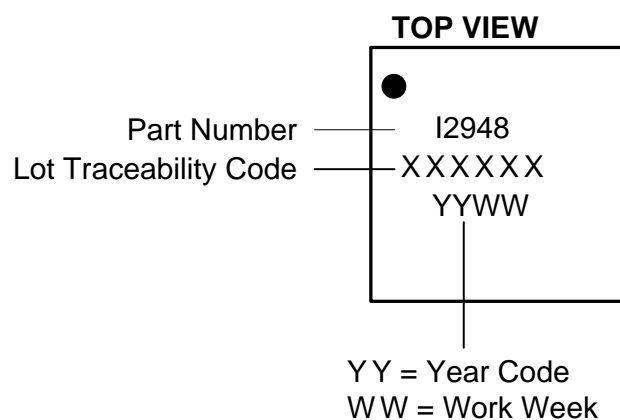 TOP VIEW
Part Number
I2948
Lot Traceability Code
XXXXXX
YYWW
YY = Year Code
WW = Work Week